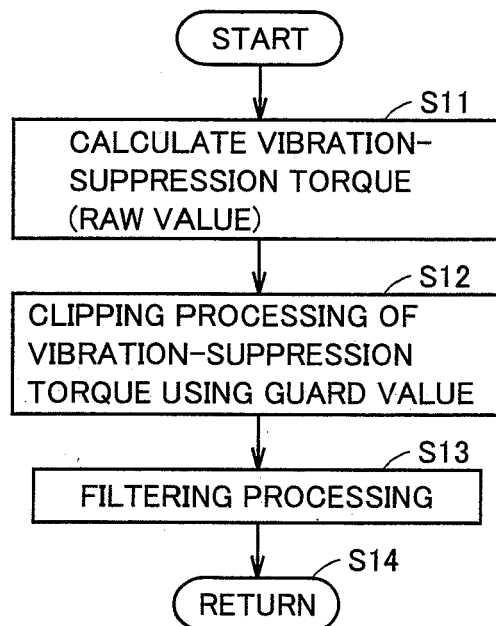 START
S11
CALCULATE VIBRATION-
SUPPRESSION TORQUE
(RAW VALUE)
S12
CLIPPING PROCESSING OF
VIBRATION-SUPPRESSION
TORQUE USING GUARD VALUE
S13
FILTERING PROCESSING
S14
RETURN